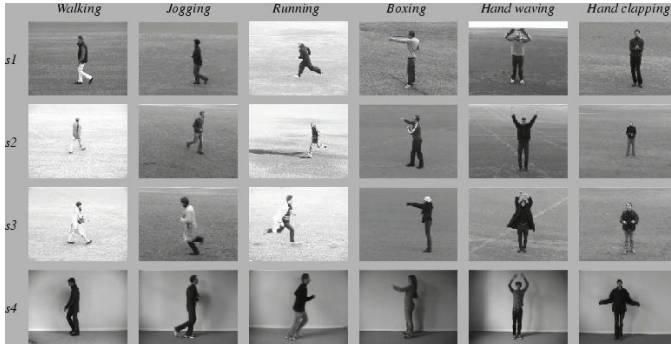 Walking Jogging Running Boxing Hand waving Hand clapping
s1
s2
s3
s4